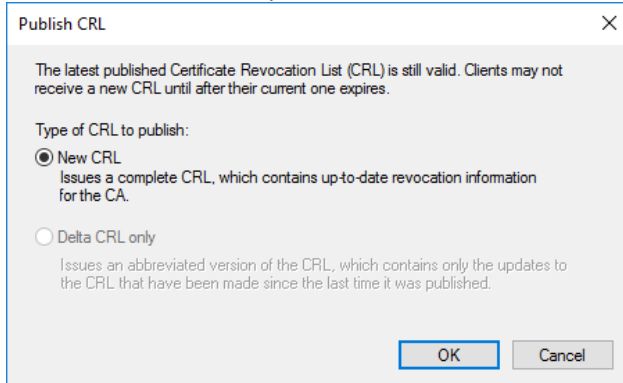 Publish CRL
The latest published Certificate Revocation List (CRL) is still valid. Clients may not
receive a new CRL until after their current one expires.
Type of CRL to publish:
New CRL
Issues a complete CRL, which contains up-to-date revocation information
for the CA.
Delta CRL only
Issues an abbreviated version of the CRL, which contains only the updates to
the CRL that have been made since the last time it was published.
OK
Cancel